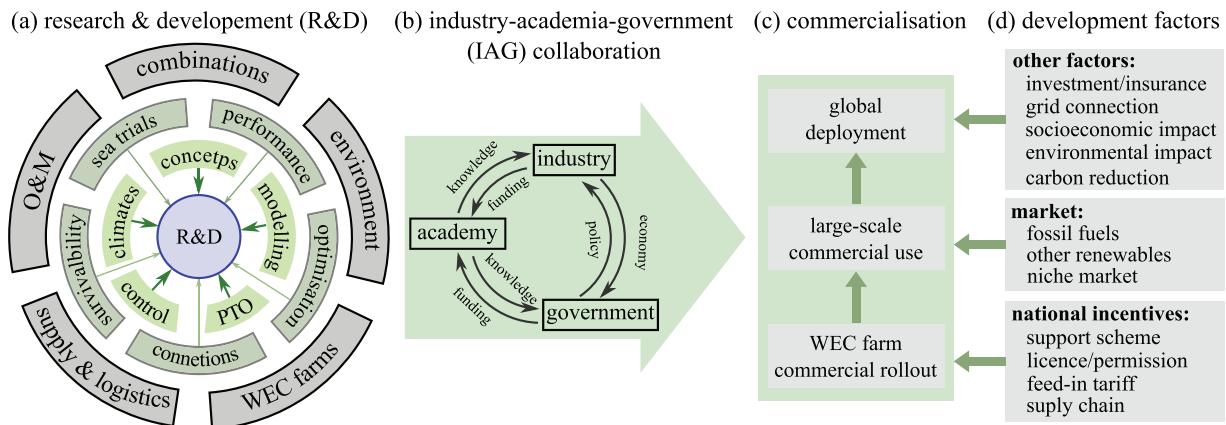 (a) research & developement (R&D)
combinations
environment
WEC farms
supply & logistics
O&M
sea trials
performance
optimisation
connetions
survivalbility
concetps
modelling
PTO
control
climates
R&D
(b) industry-academia-government
(IAG) collaboration
industry
academy
government
knowledge
funding
knowledge
funding
policy
economy
(c) commercialisation
global
deployment
large-scale
commercial use
WEC farm
commercial rollout
(d) development factors
other factors:
investment/insurance
grid connection
socioeconomic impact
environmental impact
carbon reduction
market:
fossil fuels
other renewables
niche market
national incentives:
support scheme
licence/permission
feed-in tariff
suply chain